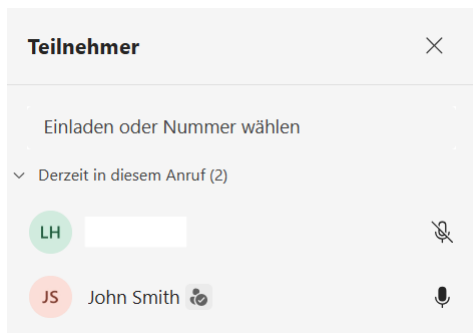 Teilnehmer
Einladen oder Nummer wählen
Derzeit in diesem Anruf (2)
LH
JS John Smith